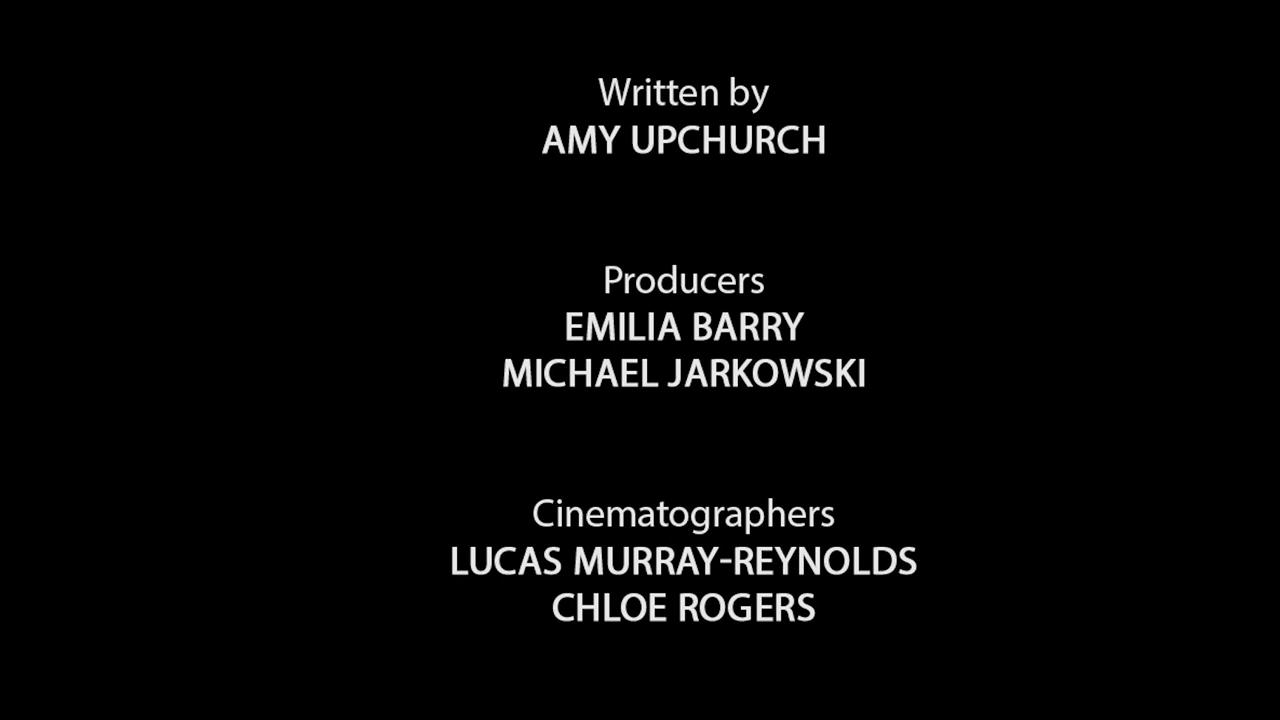 Written by
AMY UPCHURCH
Producers
EMILIA BARRY
MICHAEL JARKOWSKI
Cinematographers
LUCAS MURRAY-REYNOLDS
CHLOE ROGERS